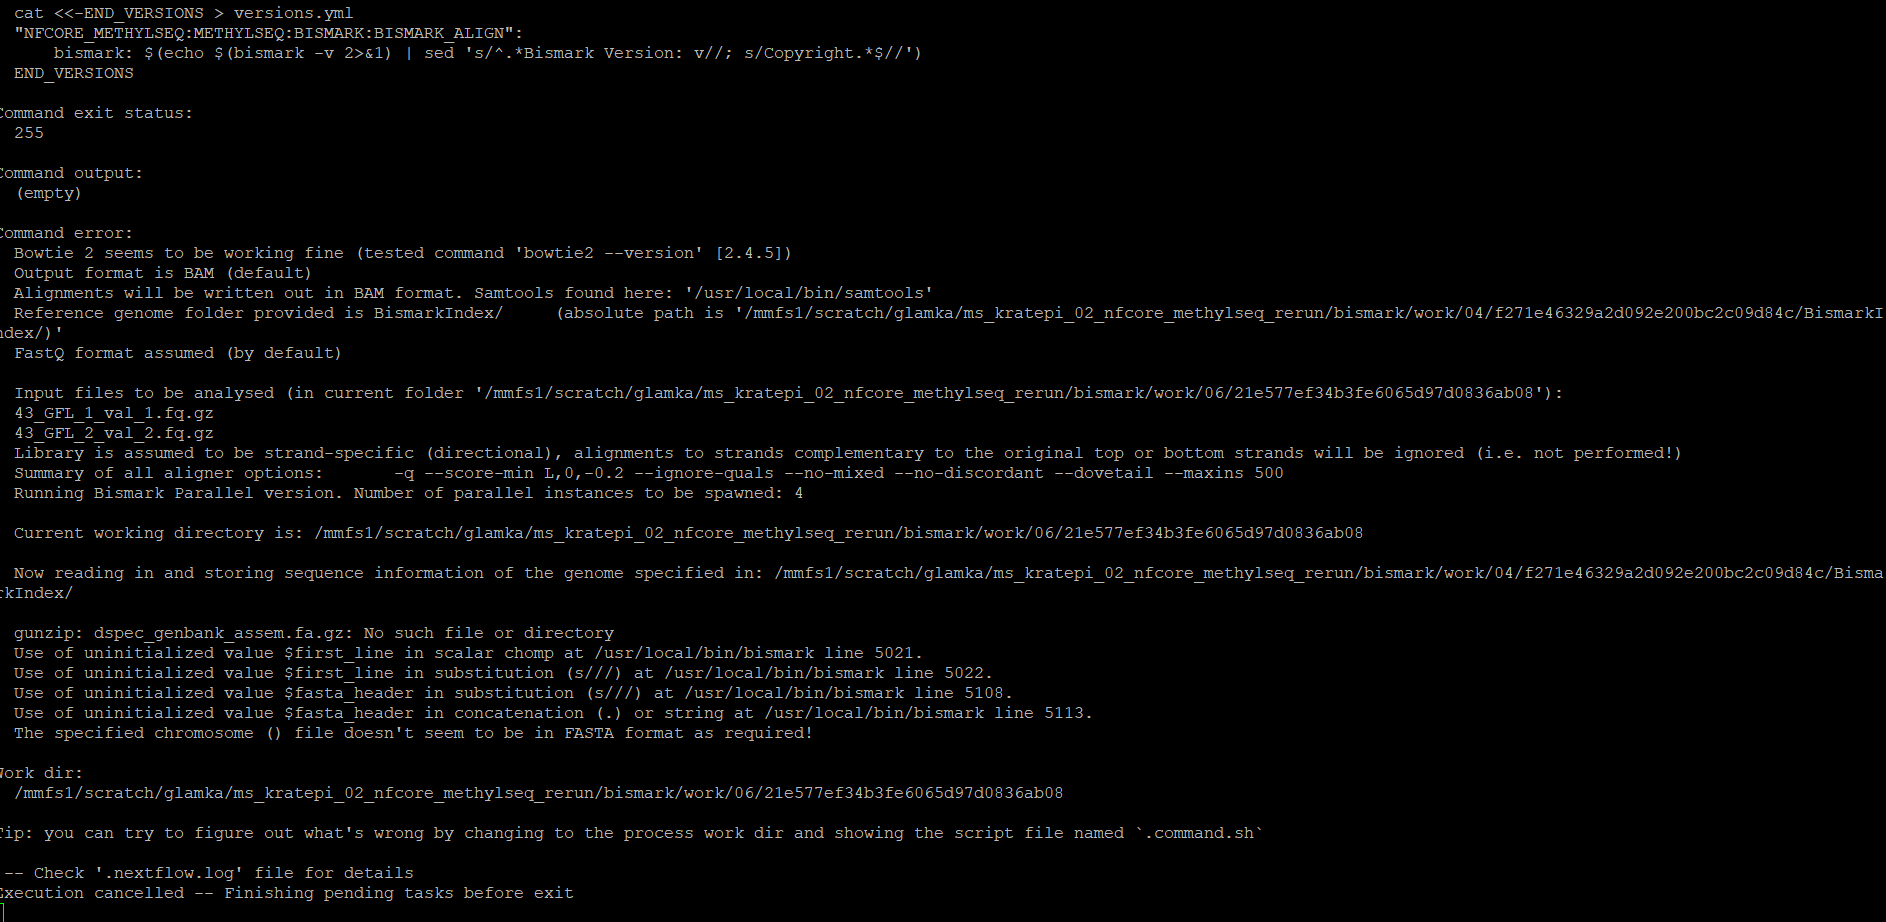 cat <<-END_VERSIONS > versions.yml
"NFCORE_METHYLSEQ:METHYLSEQ:BISMARK:BISMARK_ALIGN":
    bismark: $(echo $(bismark -v 2>&1) | sed 's/^.*Bismark Version: v//; s/Copyright.*$//')
END_VERSIONS
Command exit status:
255
Command output:
(empty)
Command error:
Bowtie 2 seems to be working fine (tested command 'bowtie2 --version' [2.4.5])
Output format is BAM (default)
Alignments will be written out in BAM format. Samtools found here: '/usr/local/bin/samtools'
Reference genome folder provided is BismarkIndex/     (absolute path is '/mmfs1/scratch/glamka/ms_kratepi_02_nfcore_methylseq_rerun/bismark/work/04/f271e46329a2d092e200bc2c09d84c/BismarkI
ndex/)'
FastQ format assumed (by default)
Input files to be analysed (in current folder '/mmfs1/scratch/glamka/ms_kratepi_02_nfcore_methylseq_rerun/bismark/work/06/21e577ef34b3fe6065d97d0836ab08'):
43_GFL_1_val_1.fq.gz
43_GFL_2_val_2.fq.gz
Library is assumed to be strand-specific (directional), alignments to strands complementary to the original top or bottom strands will be ignored (i.e. not performed!)
Summary of all aligner options:       -q --score-min L,0,-0.2 --ignore-quals --no-mixed --no-discordant --dovetail --maxins 500
Running Bismark Parallel version. Number of parallel instances to be spawned: 4
Current working directory is: /mmfs1/scratch/glamka/ms_kratepi_02_nfcore_methylseq_rerun/bismark/work/06/21e577ef34b3fe6065d97d0836ab08
Now reading in and storing sequence information of the genome specified in: /mmfs1/scratch/glamka/ms_kratepi_02_nfcore_methylseq_rerun/bismark/work/04/f271e46329a2d092e200bc2c09d84c/Bisma
rkIndex/
gunzip: dspec_genbank_assem.fa.gz: No such file or directory
Use of uninitialized value $first_line in scalar chomp at /usr/local/bin/bismark line 5021.
Use of uninitialized value $first_line in substitution (s///) at /usr/local/bin/bismark line 5022.
Use of uninitialized value $fasta_header in substitution (s///) at /usr/local/bin/bismark line 5108.
Use of uninitialized value $fasta_header in concatenation (.) or string at /usr/local/bin/bismark line 5113.
The specified chromosome () file doesn't seem to be in FASTA format as required!
Work dir:
/mmfs1/scratch/glamka/ms_kratepi_02_nfcore_methylseq_rerun/bismark/work/06/21e577ef34b3fe6065d97d0836ab08
Tip: you can try to figure out what's wrong by changing to the process work dir and showing the script file named `.command.sh`
-- Check '.nextflow.log' file for details
Execution cancelled -- Finishing pending tasks before exit